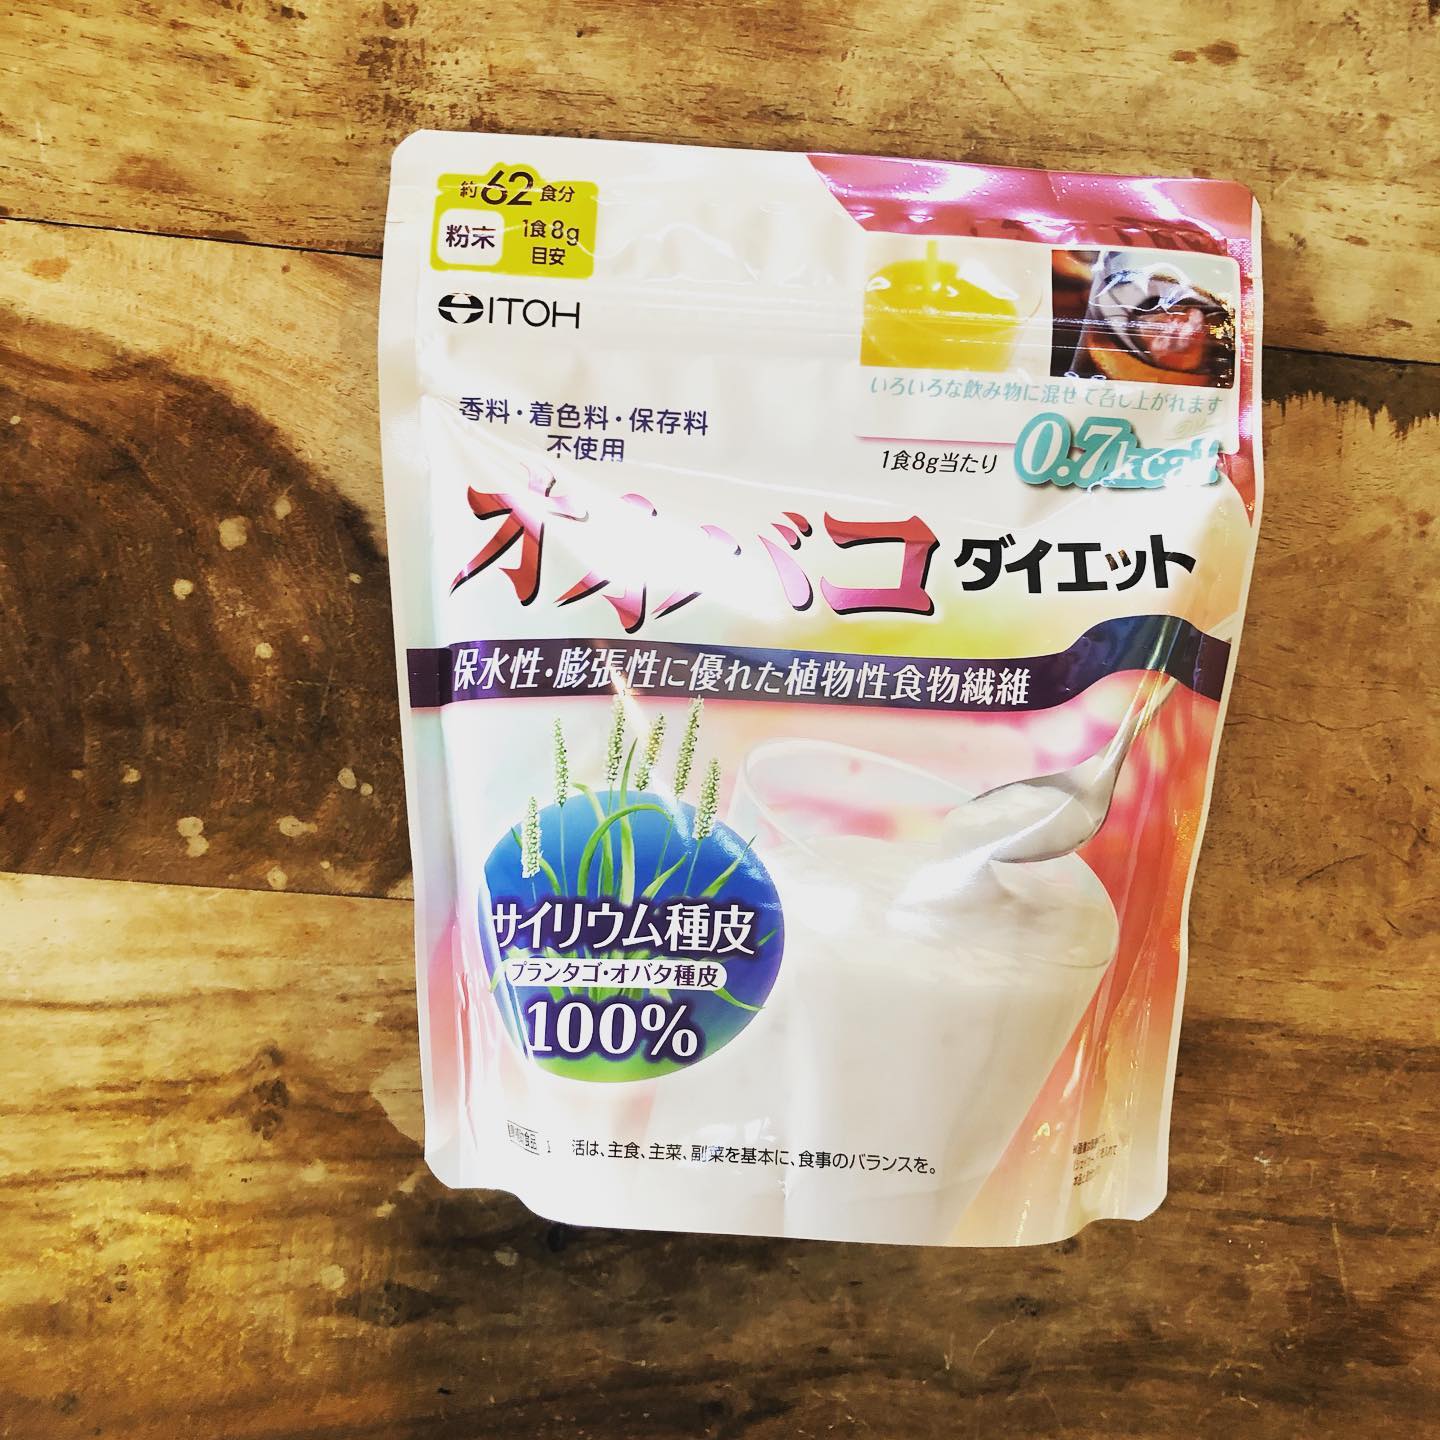 約62食分
粉末
1食8g
目安
ITOH
いろいろな飲み物に混ぜて召し上がれます
1食8g当たり 0.7kcal
香料・着色料・保存料
不使用
オオバコ ダイエット
保水性・膨張性に優れた植物性食物繊維
サイリウム種皮
プランタゴ・オバタ種皮
100%
活は、主食、主菜、副菜を基本に、食事のバランスを。